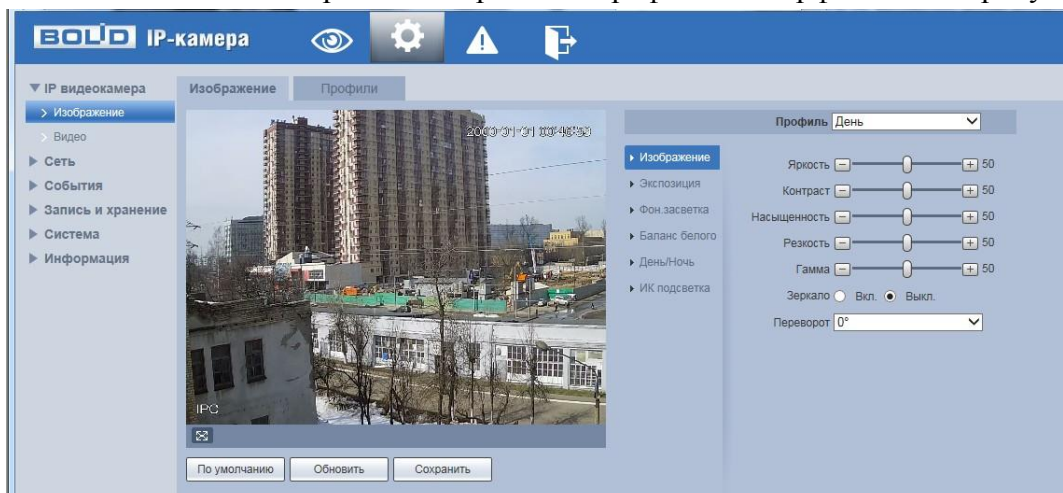 BOLID IP-камера
IP видеокамера
Изображение
Видео
Сеть
События
Запись и хранение
Система
Информация
Изображение
Профили
IPC
По умолчанию
Обновить
Сохранить
Профиль День
Изображение
Экспозиция
Фон.засветка
Баланс белого
День/Ночь
ИК подсветка
Яркость 50
Контраст 50
Насыщенность 50
Резкость 50
Гамма 50
Зеркало Вкл. Выкл.
Переворот 0°